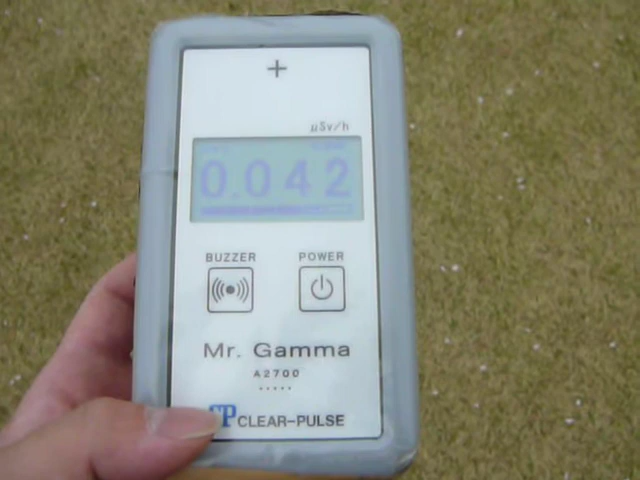 +
μSv/h
0.042
BUZZER POWER
Mr. Gamma
A2700
CLEAR-PULSE